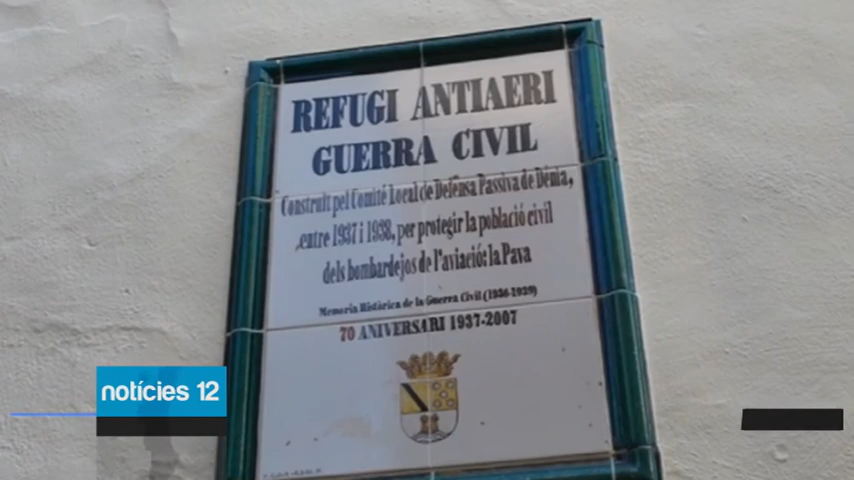 REFUGI ANTIAERI
GUERRA CIVIL
Construit pel Comité Local de Defensa Passiva de Dénia,
entre 1937 i 1938, per protegir la població civil
dels bombardejos de l'aviació: la Pava
Memoria Històrica de la Guerra Civil (1936-1939)
70 ANIVERSARI 1937-2007
notícies 12